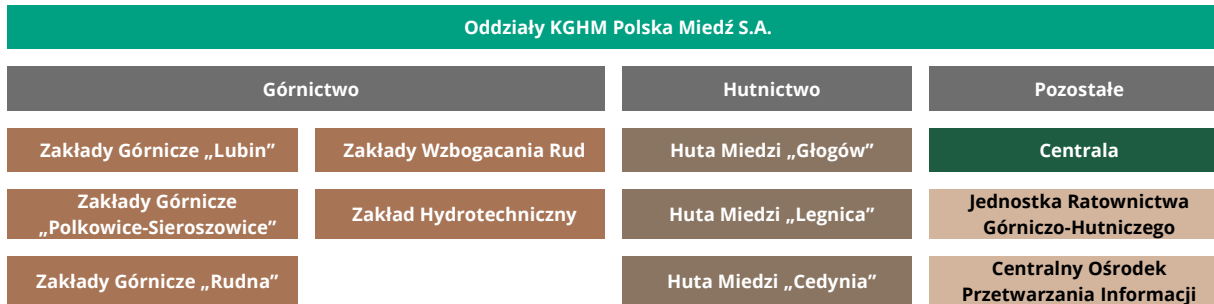 Oddziały KGHM Polska Miedź S.A.
Górnictwo
Hutnictwo
Pozostałe
Zakłady Górnicze „Lubin”
Zakłady Wzbogacania Rud
Huta Miedzi „Głogów”
Centrala
Zakłady Górnicze
„Polkowice-Sieroszowice”
Zakład Hydrotechniczny
Huta Miedzi „Legnica”
Jednostka Ratownictwa
Górniczo-Hutniczego
Zakłady Górnicze „Rudna”
Huta Miedzi „Cedynia”
Centralny Ośrodek
Przetwarzania Informacji